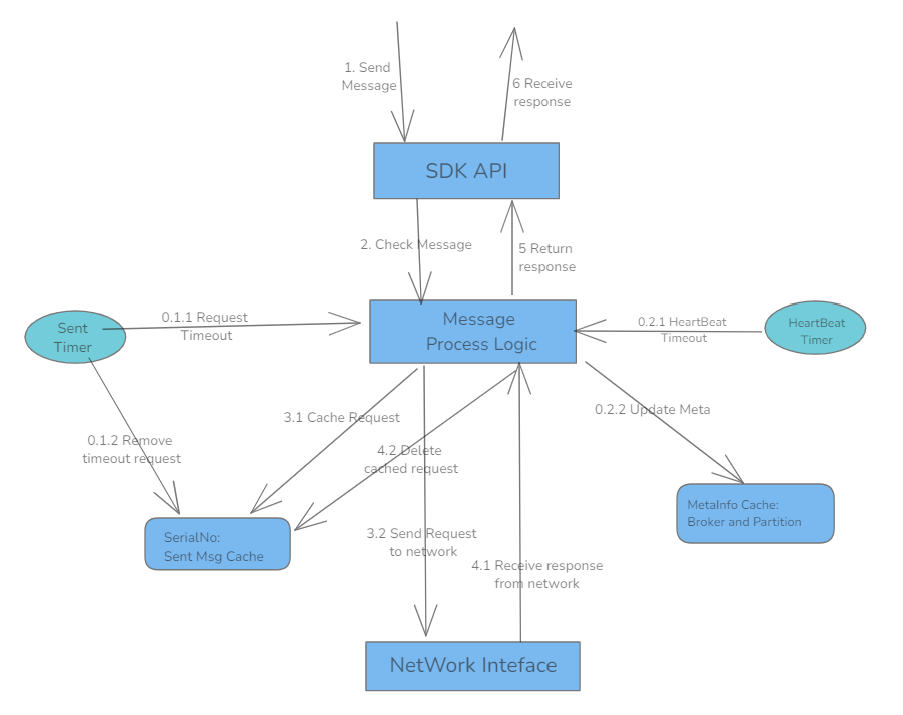 1. Send
Message
6 Receive
response
SDK API
2. Check Message
5 Return
response
Sent
Timer
0.1.1 Request
Timeout
Message
Process Logic
0.2.1 HeartBeat
Timeout
HeartBeat
Timer
3.1 Cache Request
0.2.2 Update Meta
0.1.2 Remove
timeout request
4.2 Delete
cached request
MetaInfo Cache:
Broker and Partition
SerialNo:
Sent Msg Cache
3.2 Send Request
to network
4.1 Receive response
from network
NetWork Inteface